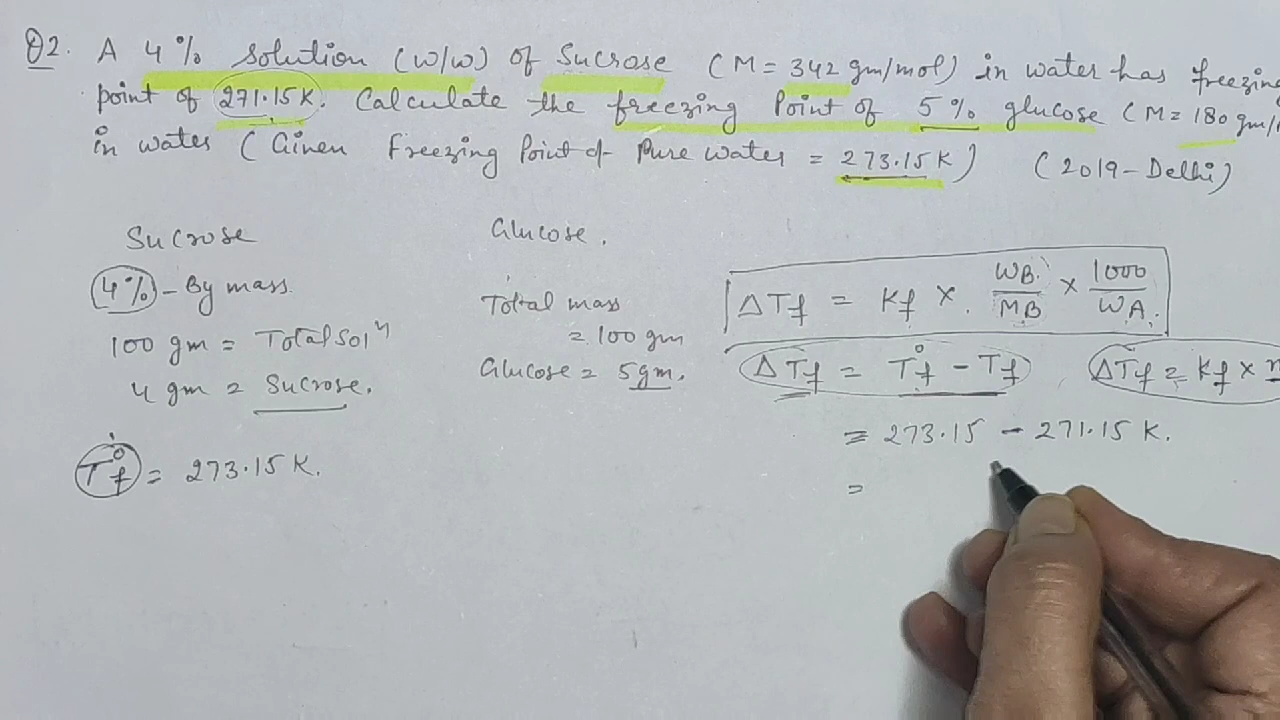 Q2. A 4% solution (w/w) of Sucrose (M = 342 gm/mol) in water has freezing
point of 271.15K. Calculate the freezing Point of 5% glucose (M = 180 gm/
in water (Given Freezing Point of Pure water = 273.15K) (2019-Delhi)
Sucrose
4% - By mass.
100 gm = Total Solⁿ
4 gm = Sucrose.
T°f = 273.15 K.
Glucose.
Total mass
= 100 gm
Glucose = 5gm.
ΔTf = Kf × WB/MB × 1000/WA.
ΔTf = T°f - Tf ΔTf = Kf ×
= 273.15 - 271.15 K.
=